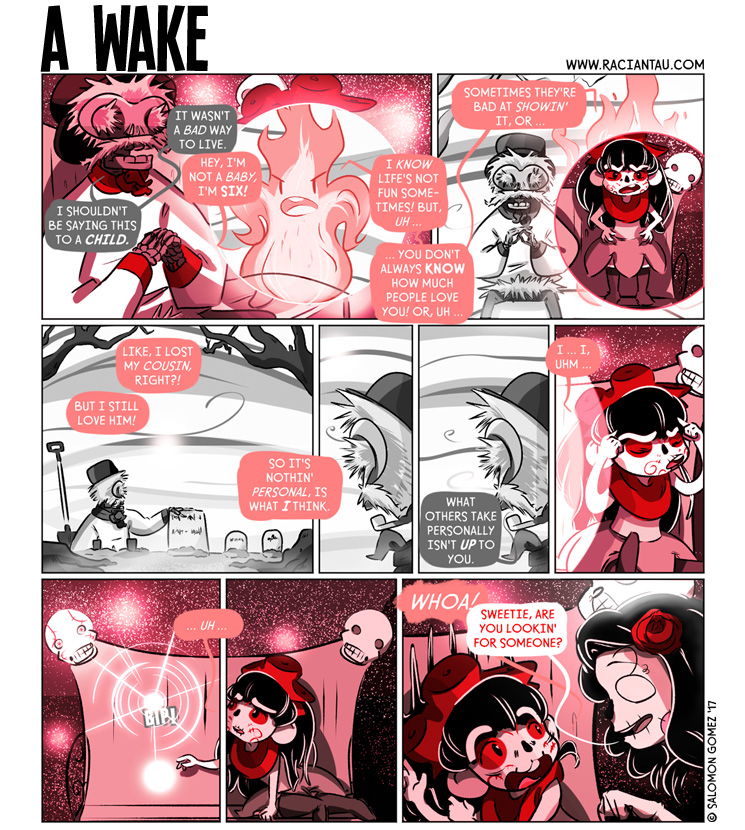 A WAKE
WWW.RACIANTAU.COM
IT WASN'T
A BAD WAY
TO LIVE.
HEY, I'M
NOT A BABY,
I'M SIX!
I SHOULDN'T
BE SAYING THIS
TO A CHILD.
I KNOW
LIFE'S NOT
FUN SOME-
TIMES! BUT,
UH ...
SOMETIMES THEY'RE
BAD AT SHOWIN'
IT, OR ...
... YOU DON'T
ALWAYS KNOW
HOW MUCH
PEOPLE LOVE
YOU! OR, UH ...
LIKE, I LOST
MY COUSIN,
RIGHT?!
BUT I STILL
LOVE HIM!
SO IT'S
NOTHIN'
PERSONAL, IS
WHAT I THINK.
WHAT
OTHERS TAKE
PERSONALLY
ISN'T UP TO
YOU.
I ... I,
UHM ...
... UH ...
BIP!
WHOA!
SWEETIE, ARE
YOU LOOKIN'
FOR SOMEONE?
© SALOMON GOMEZ '17